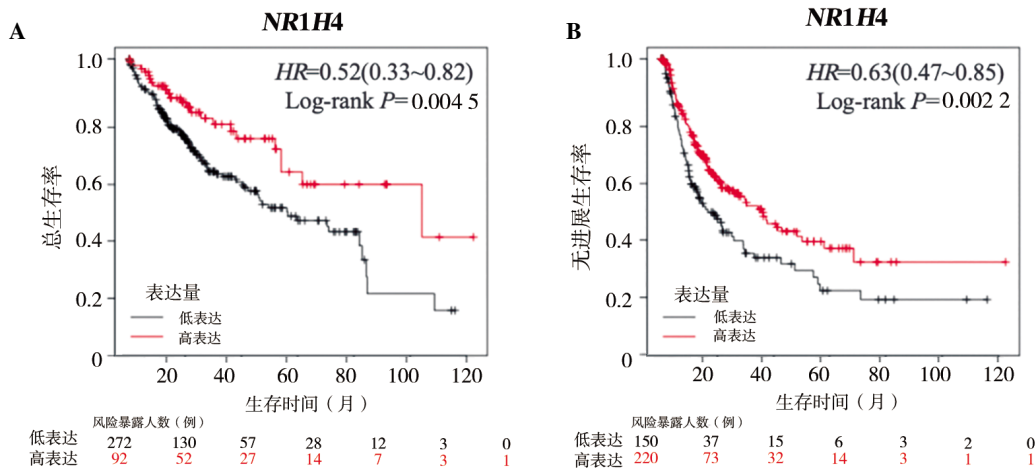 A
NR1H4
HR=0.52(0.33~0.82)
Log-rank P=0.004 5
总生存率
1.0
0.8
0.6
0.4
0.2
0
表达量
低表达
高表达
20 40 60 80 100 120
生存时间（月）
风险暴露人数（例）
低表达 272 130 57 28 12 3 0
高表达 92 52 27 14 7 3 1
B
NR1H4
HR=0.63(0.47~0.85)
Log-rank P=0.002 2
无进展生存率
1.0
0.8
0.6
0.4
0.2
0
表达量
低表达
高表达
20 40 60 80 100 120
生存时间（月）
风险暴露人数（例）
低表达 150 37 15 6 3 2 0
高表达 220 73 32 14 3 1 1